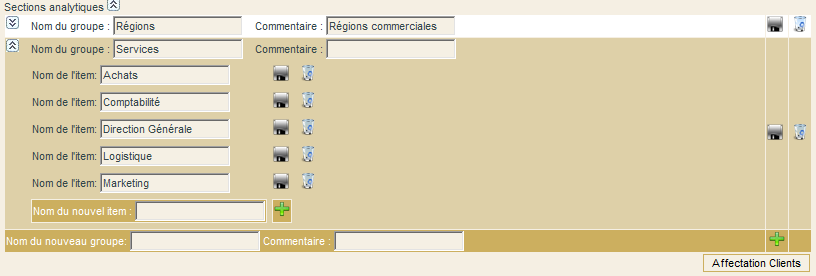 Sections analytiques
Nom du groupe : Régions Commentaire : Régions commerciales
Nom du groupe : Services Commentaire :
Nom de l'item: Achats
Nom de l'item: Comptabilité
Nom de l'item: Direction Générale
Nom de l'item: Logistique
Nom de l'item: Marketing
Nom du nouvel item :
Nom du nouveau groupe: Commentaire :
Affectation Clients